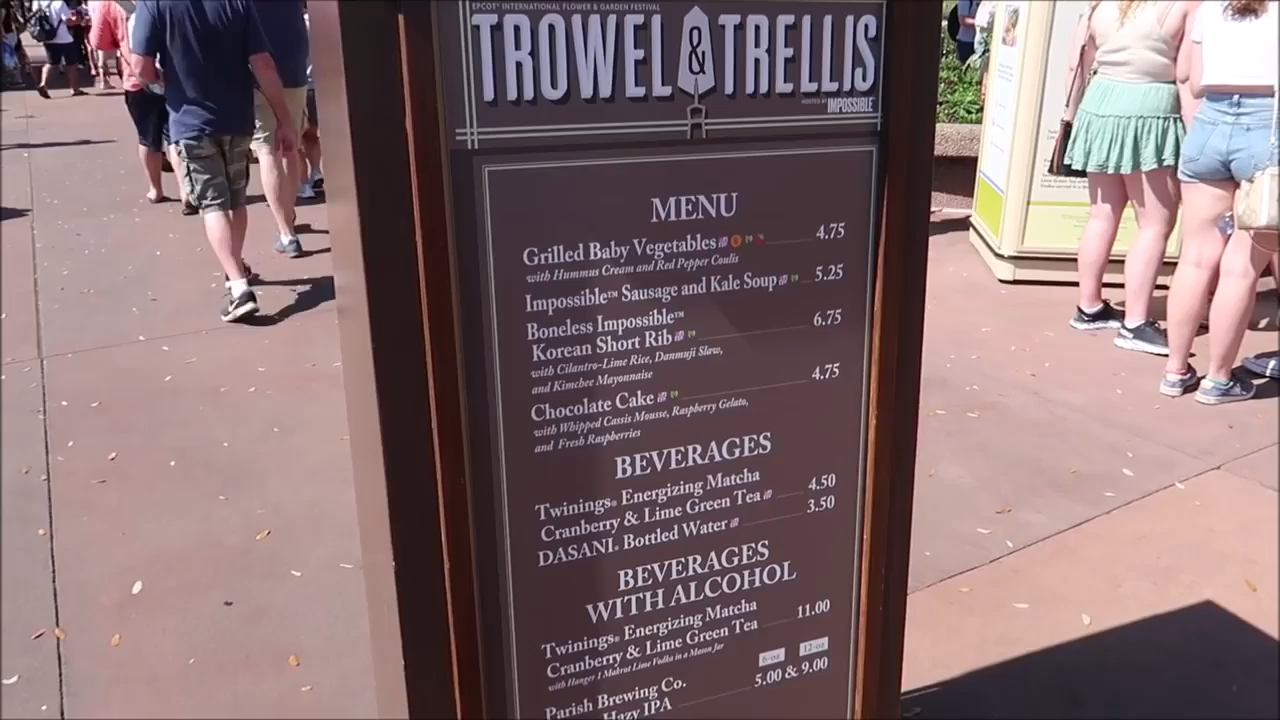 EPCOT® INTERNATIONAL FLOWER & GARDEN FESTIVAL
TROWEL & TRELLIS
HOSTED BY IMPOSSIBLE
MENU
Grilled Baby Vegetables 4.75
with Hummus Cream and Red Pepper Coulis
Impossible™ Sausage and Kale Soup 5.25
Boneless Impossible™
Korean Short Rib 6.75
with Cilantro-Lime Rice, Danmuji Slaw,
and Kimchee Mayonnaise
Chocolate Cake 4.75
with Whipped Cassis Mousse, Raspberry Gelato,
and Fresh Raspberries
BEVERAGES
Twinings® Energizing Matcha
Cranberry & Lime Green Tea 4.50
DASANI® Bottled Water 3.50
BEVERAGES
WITH ALCOHOL
Twinings® Energizing Matcha
Cranberry & Lime Green Tea 11.00
with Hanger 1 Makrut Lime Vodka in a Mason Jar
6-oz 12-oz
Parish Brewing Co. 5.00 & 9.00
Hazy IPA